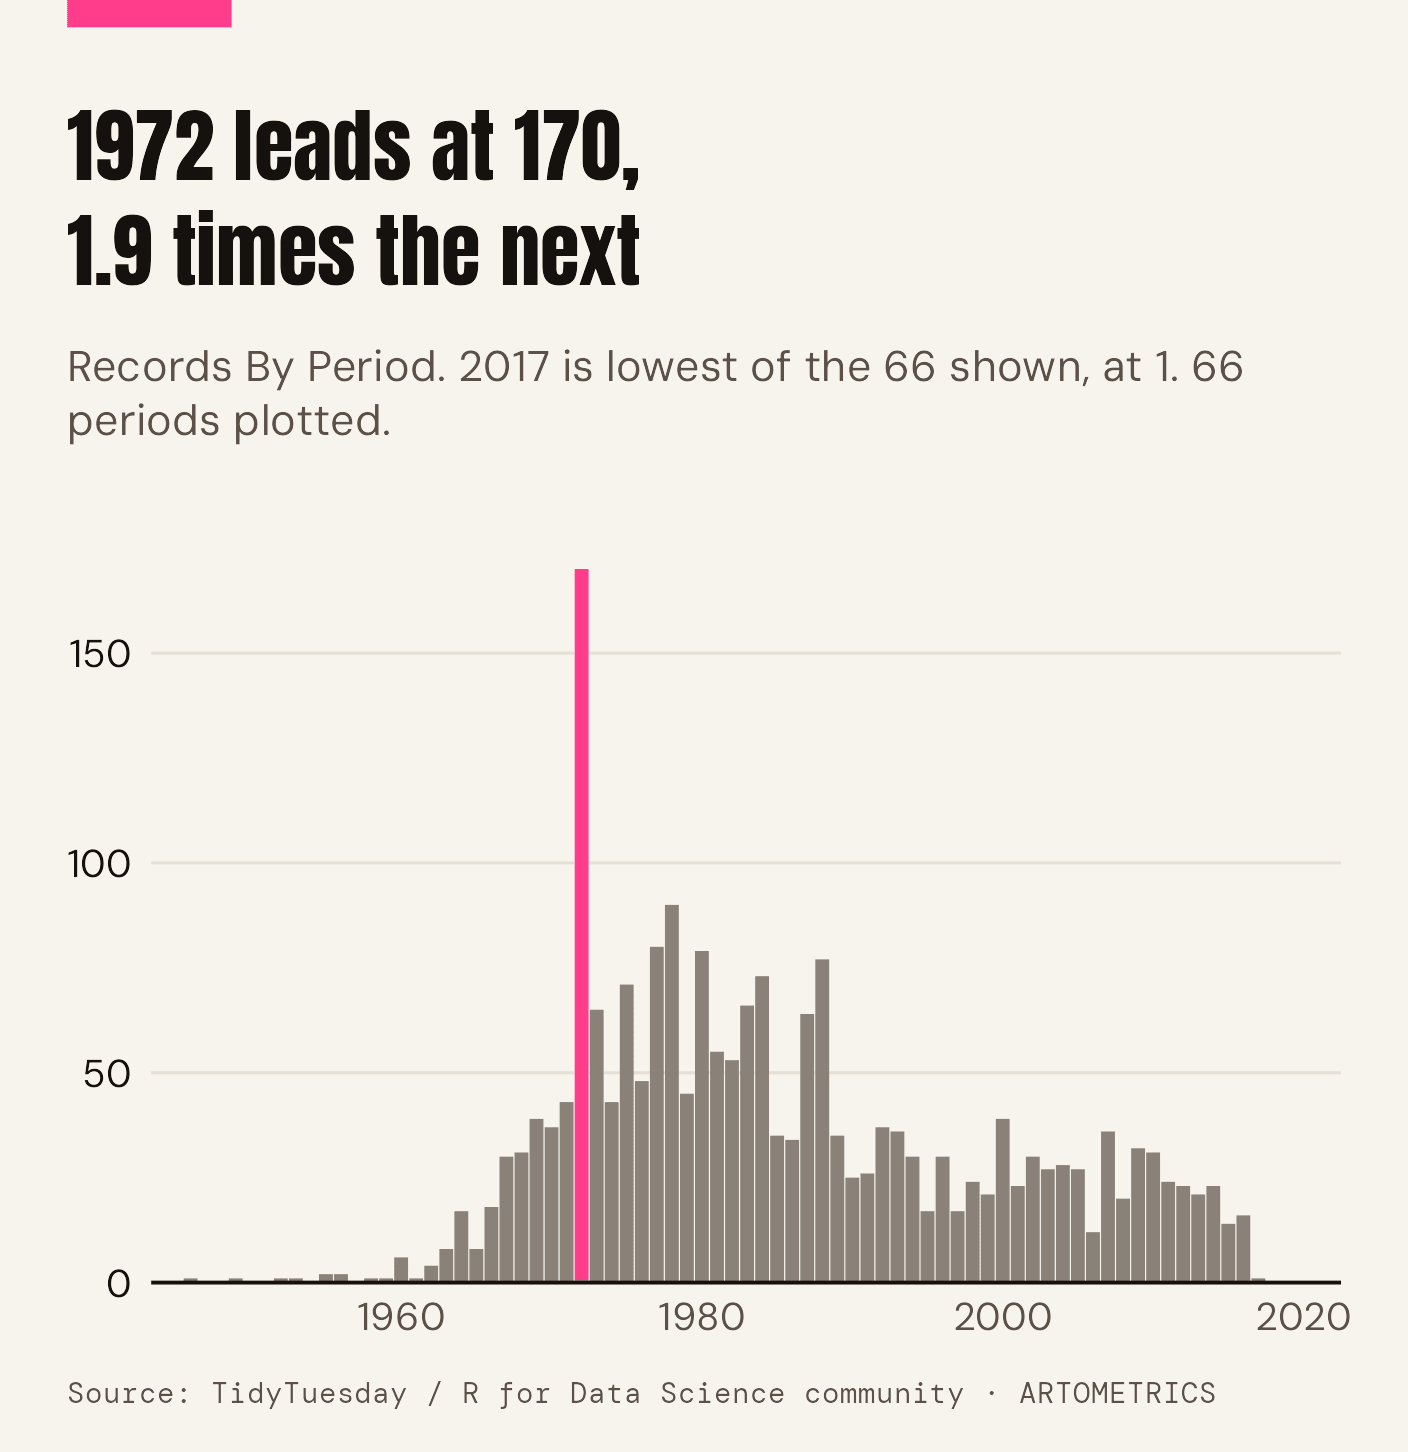 1972 leads at 170,
1.9 times the next
Records By Period. 2017 is lowest of the 66 shown, at 1. 66
periods plotted.
150
100
50
0
1960 1980 2000 2020
Source: TidyTuesday / R for Data Science community · ARTOMETRICS